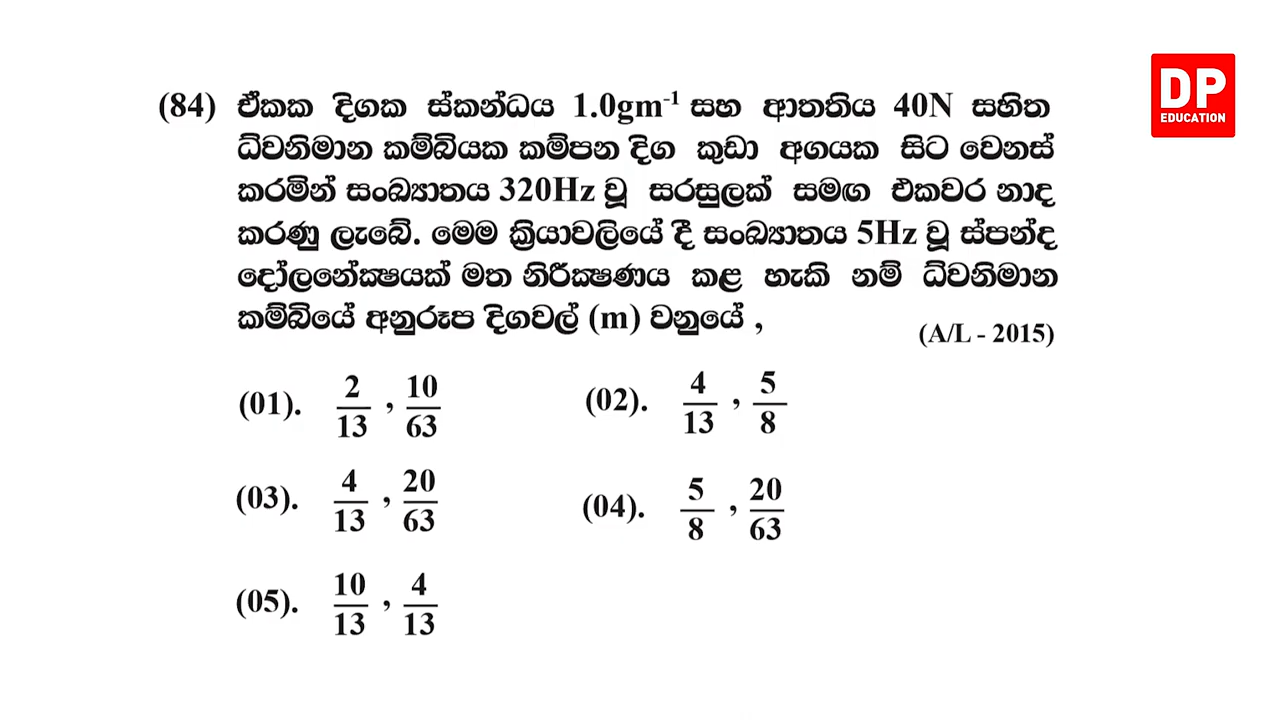 DP
EDUCATION
(84) ඒකක දිගක ස්කන්ධය 1.0gm⁻¹ සහ ආතතිය 40N සහිත
ධ්වනිමාන කම්බියක කම්පන දිග කුඩා අගයක සිට වෙනස්
කරමින් සංඛ්‍යාතය 320Hz වූ සරසුලක් සමඟ එකවර නාද
කරණු ලැබේ. මෙම ක්‍රියාවලියේ දී සංඛ්‍යාතය 5Hz වූ ස්පන්ද
දෝලනේක්‍ෂයක් මත නිරීක්‍ෂණය කළ හැකි නම් ධ්වනිමාන
කම්බියේ අනුරූප දිගවල් (m) වනුයේ ,
(A/L - 2015)
(01). 2/13 , 10/63
(02). 4/13 , 5/8
(03). 4/13 , 20/63
(04). 5/8 , 20/63
(05). 10/13 , 4/13